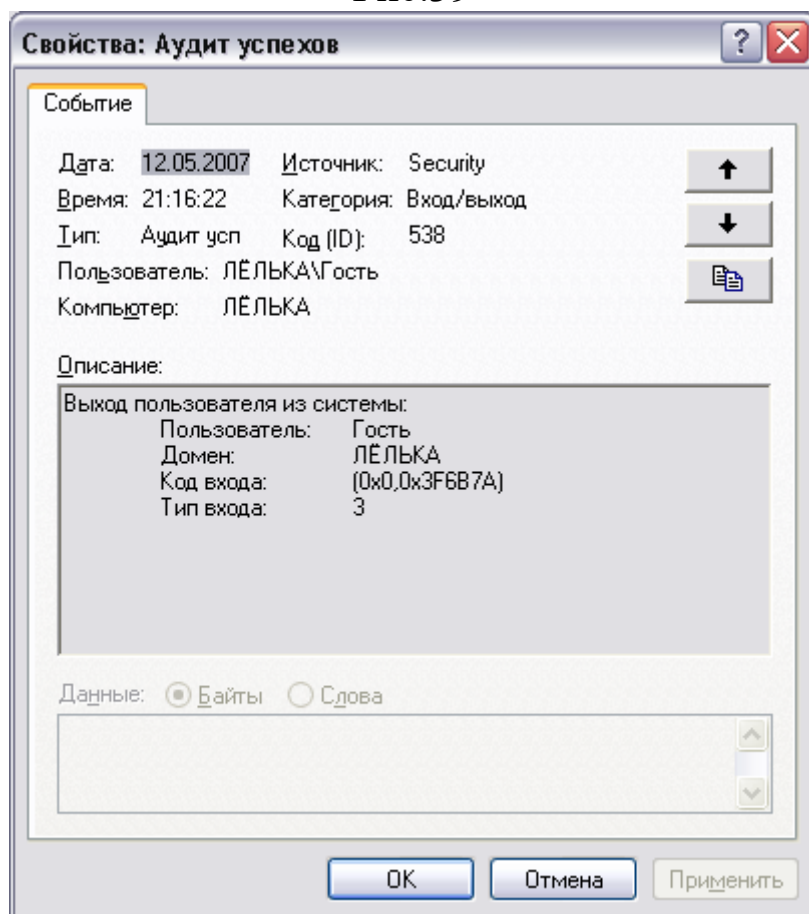 Свойства: Аудит успехов
Событие
Дата: 12.05.2007 Источник: Security
Время: 21:16:22 Категория: Вход/выход
Тип: Аудит усп Код (ID): 538
Пользователь: ЛЁЛЬКА\Гость
Компьютер: ЛЁЛЬКА
Описание:
Выход пользователя из системы:
Пользователь: Гость
Домен: ЛЁЛЬКА
Код входа: (0x0,0x3F6B7A)
Тип входа: 3
Данные: Байты Слова
OK Отмена Применить